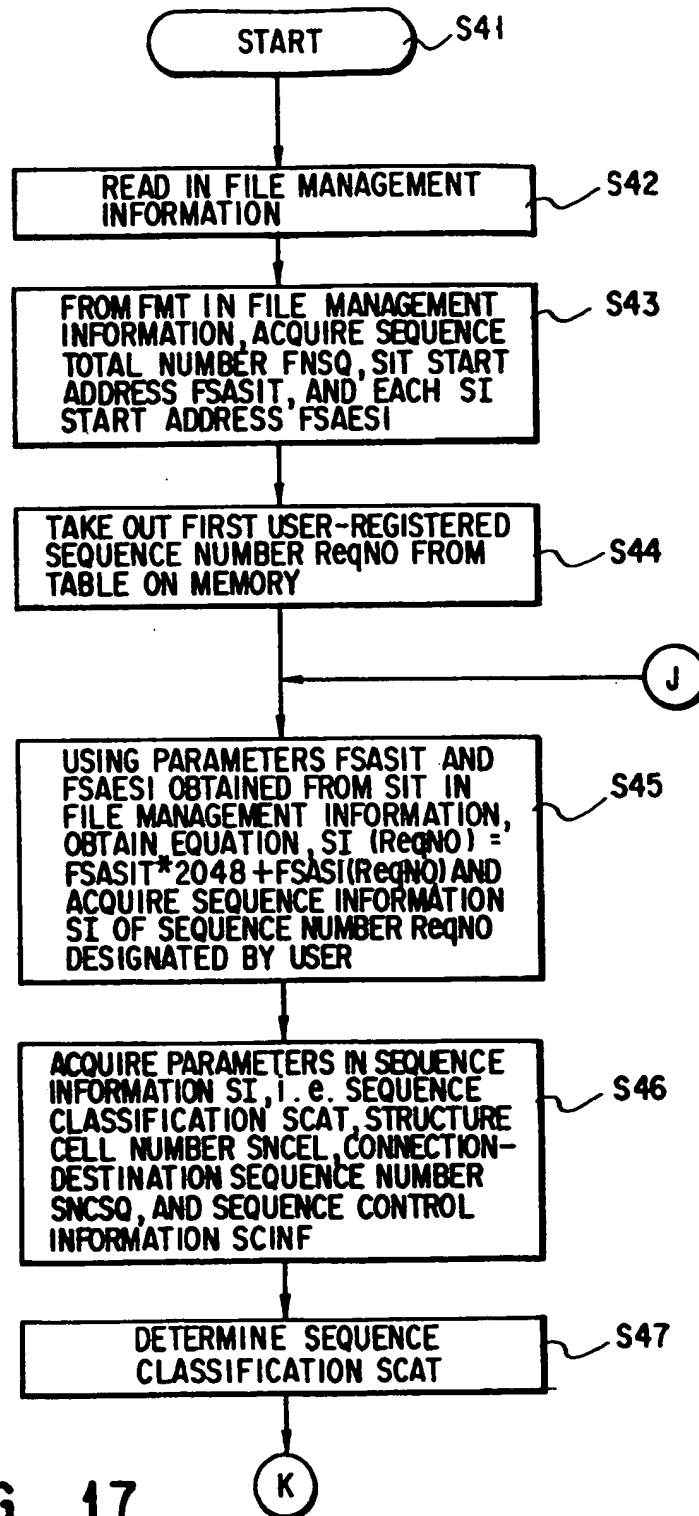 START
S41
READ IN FILE MANAGEMENT
INFORMATION
S42
FROM FMT IN FILE MANAGEMENT
INFORMATION, ACQUIRE SEQUENCE
TOTAL NUMBER FNSQ, SIT START
ADDRESS FSASIT, AND EACH SI
START ADDRESS FSAESI
S43
TAKE OUT FIRST USER-REGISTERED
SEQUENCE NUMBER ReqNO FROM
TABLE ON MEMORY
S44
J
USING PARAMETERS FSASIT AND
FSAESI OBTAINED FROM SIT IN
FILE MANAGEMENT INFORMATION,
OBTAIN EQUATION, SI (ReqNO) =
FSASIT*2048+FSASI(ReqNO) AND
ACQUIRE SEQUENCE INFORMATION
SI OF SEQUENCE NUMBER ReqNO
DESIGNATED BY USER
S45
ACQUIRE PARAMETERS IN SEQUENCE
INFORMATION SI, i.e. SEQUENCE
CLASSIFICATION SCAT, STRUCTURE
CELL NUMBER SNCEL, CONNECTION-
DESTINATION SEQUENCE NUMBER
SNCSQ, AND SEQUENCE CONTROL
INFORMATION SCINF
S46
DETERMINE SEQUENCE
CLASSIFICATION SCAT
S47
K
G. 17